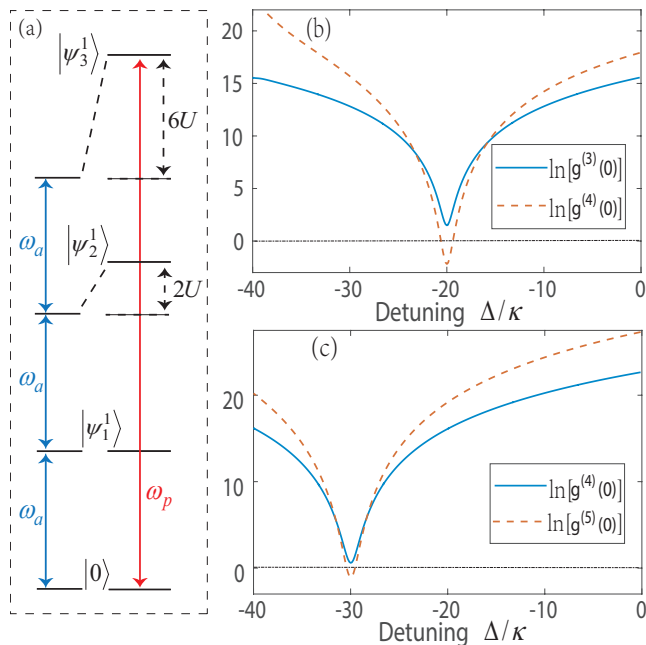 (a)
|ψ₃¹⟩
6U
ωₐ
|ψ₂¹⟩
2U
ωₐ
|ψ₁¹⟩
ωₐ
ωₚ
|0⟩
(b)
20
15
10
5
0
ln[g⁽³⁾(0)]
ln[g⁽⁴⁾(0)]
-40 -30 -20 -10 0
Detuning Δ/κ
(c)
20
10
0
ln[g⁽⁴⁾(0)]
ln[g⁽⁵⁾(0)]
-40 -30 -20 -10 0
Detuning Δ/κ